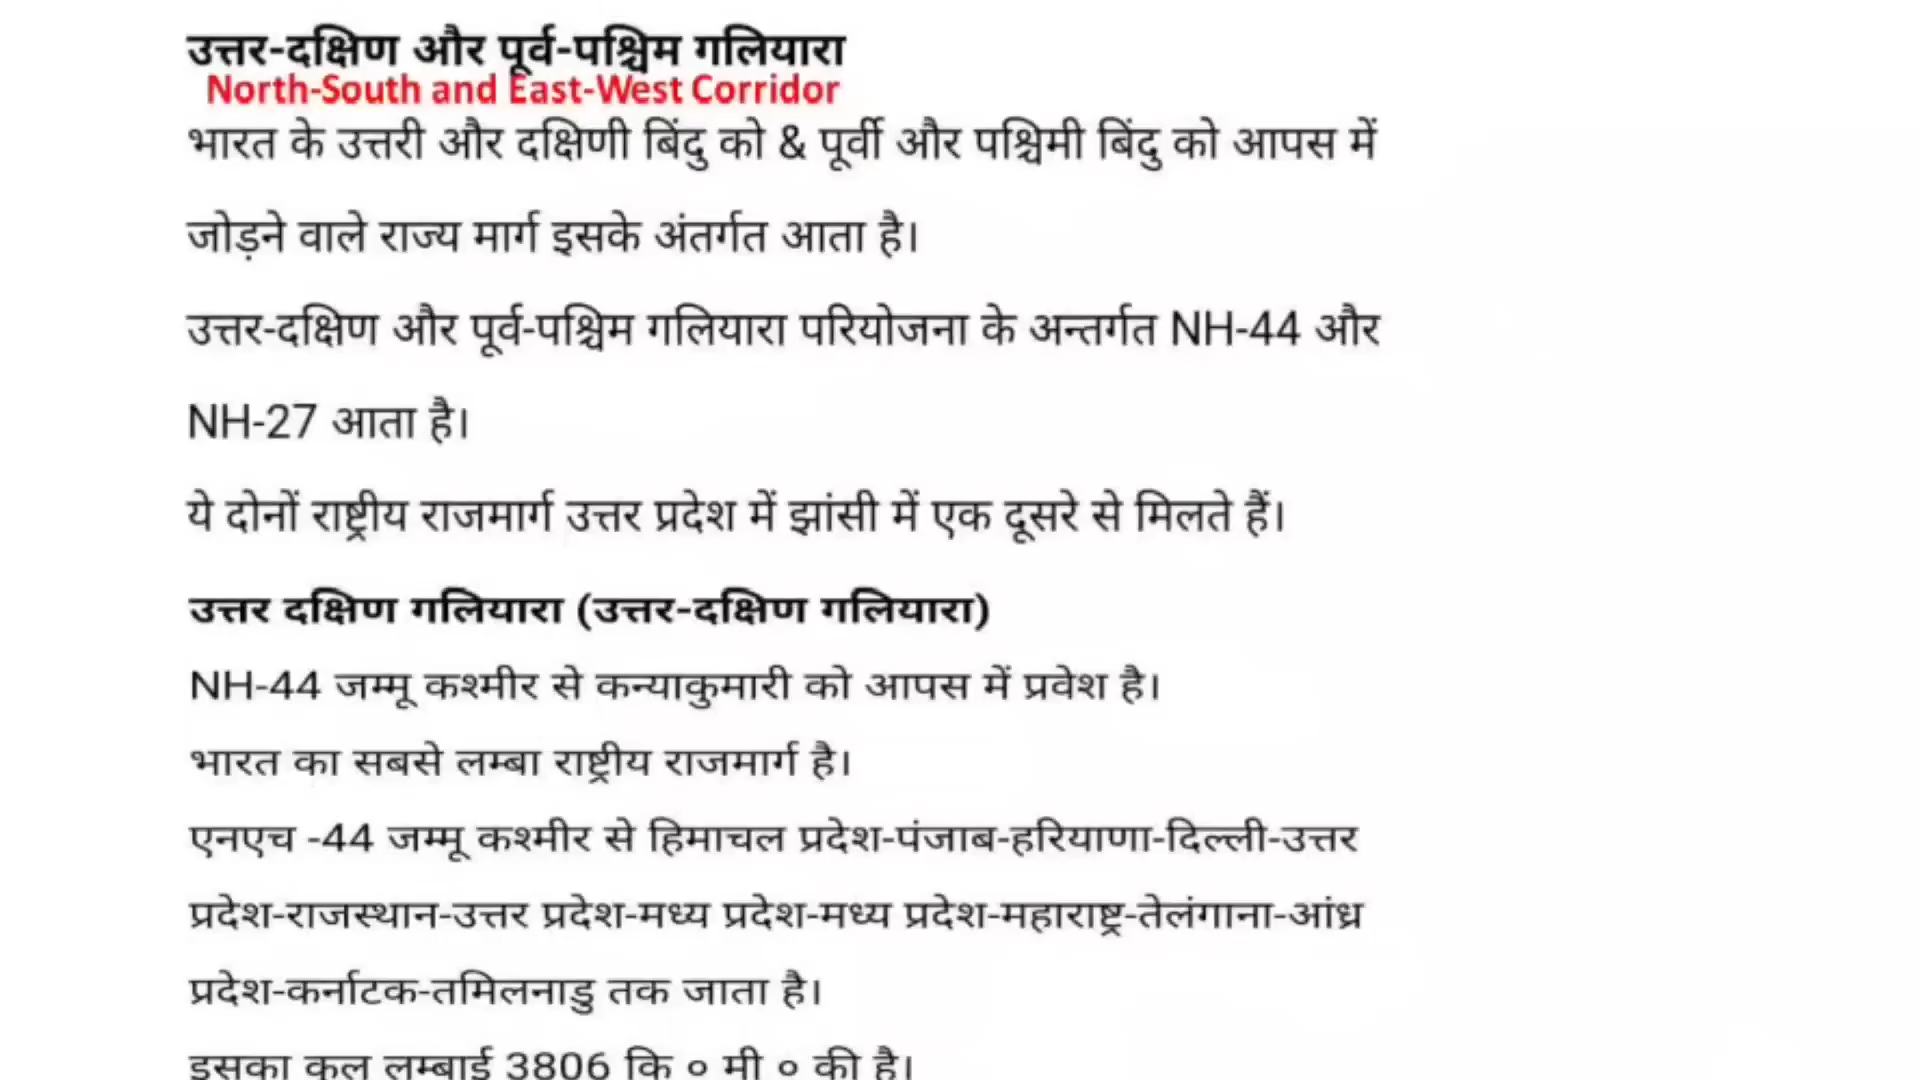 उत्तर-दक्षिण और पूर्व-पश्चिम गलियारा
North-South and East-West Corridor
भारत के उत्तरी और दक्षिणी बिंदु को & पूर्वी और पश्चिमी बिंदु को आपस में
जोड़ने वाले राज्य मार्ग इसके अंतर्गत आता है।
उत्तर-दक्षिण और पूर्व-पश्चिम गलियारा परियोजना के अन्तर्गत NH-44 और
NH-27 आता है।
ये दोनों राष्ट्रीय राजमार्ग उत्तर प्रदेश में झांसी में एक दूसरे से मिलते हैं।
उत्तर दक्षिण गलियारा (उत्तर-दक्षिण गलियारा)
NH-44 जम्मू कश्मीर से कन्याकुमारी को आपस में प्रवेश है।
भारत का सबसे लम्बा राष्ट्रीय राजमार्ग है।
एनएच -44 जम्मू कश्मीर से हिमाचल प्रदेश-पंजाब-हरियाणा-दिल्ली-उत्तर
प्रदेश-राजस्थान-उत्तर प्रदेश-मध्य प्रदेश-मध्य प्रदेश-महाराष्ट्र-तेलंगाना-आंध्र
प्रदेश-कर्नाटक-तमिलनाडु तक जाता है।
इसका कुल लम्बाई 3806 कि ० मी ० की है।